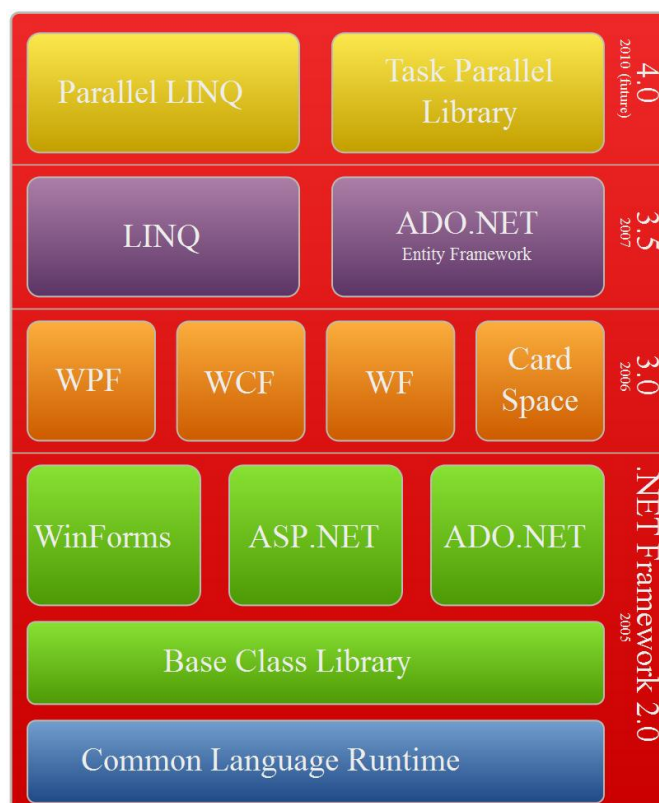 Parallel LINQ
Task Parallel
Library
4.0
2010 (future)
LINQ
ADO.NET
Entity Framework
3.5
2007
WPF
WCF
WF
Card
Space
3.0
2006
WinForms
ASP.NET
ADO.NET
Base Class Library
Common Language Runtime
.NET Framework 2.0
2005